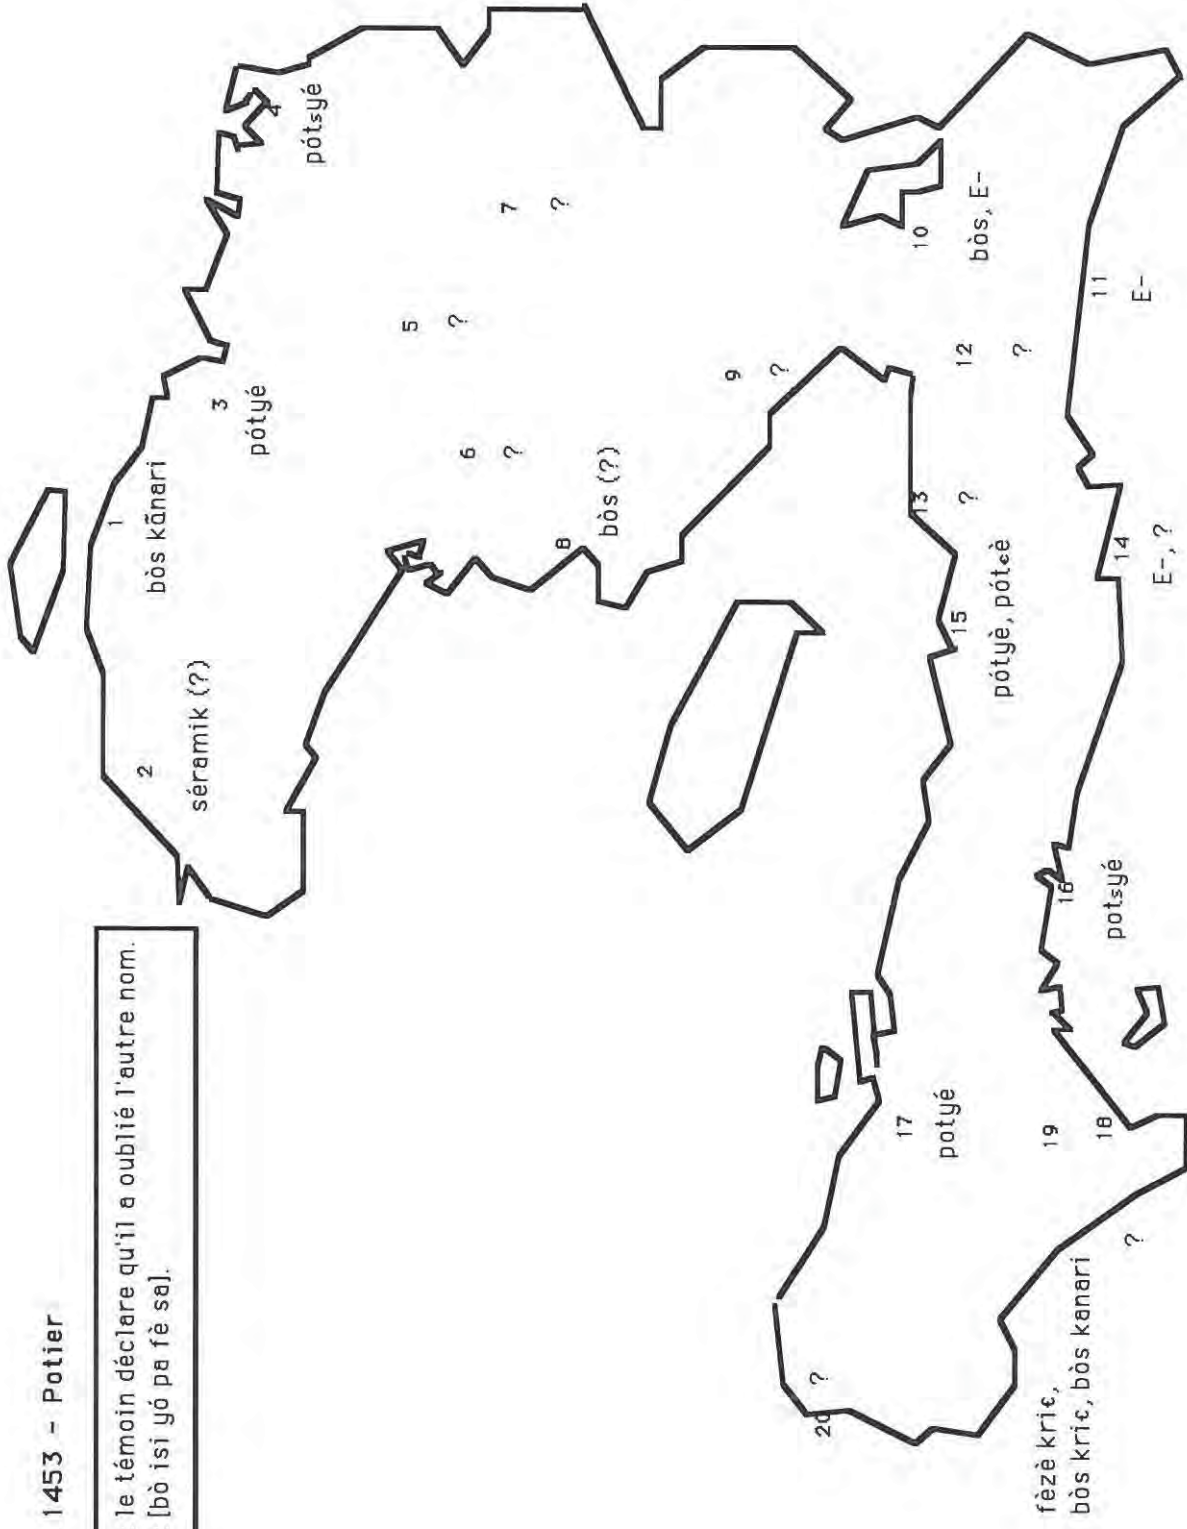 1453 - Potier
le témoin déclare qu'il a oublié l'autre nom.
[bò isi yó pa fè sa].
1
bòs kãnari
2
séramik (?)
3
pótyé
4
pótsyé
5
?
6
?
7
?
8
bòs (?)
9
?
10
bòs, E-
11
E-
12
?
13
?
14
E-, ?
15
pótyè, pótɛè
16
potsyé
17
potyé
18
?
19
fèzè kriɛ,
bòs kriɛ, bòs kanari
20
?